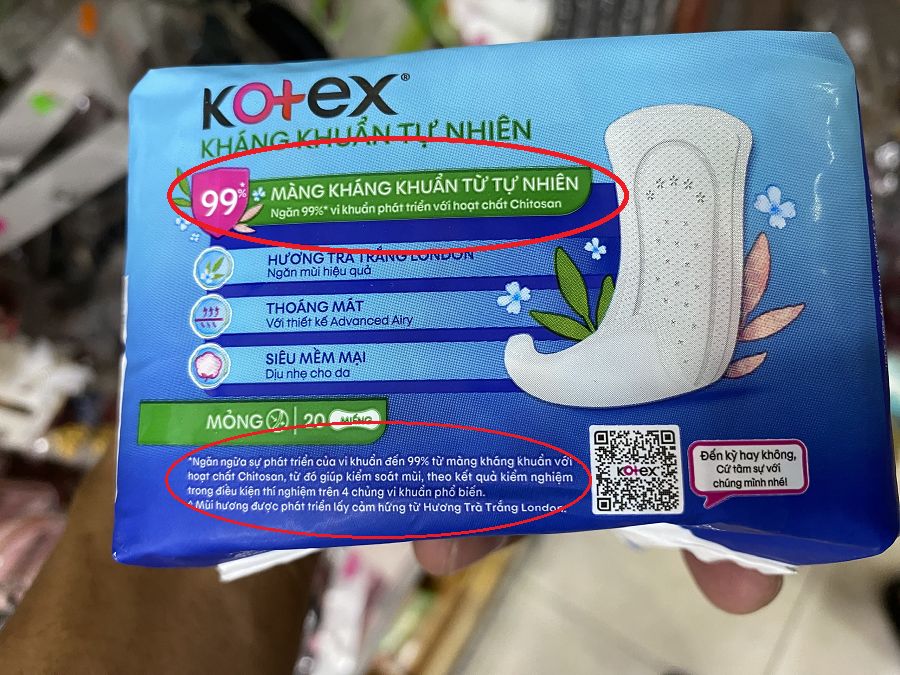 Kotex®
KHÁNG KHUẨN TỰ NHIÊN
99%*
MÀNG KHÁNG KHUẨN TỪ TỰ NHIÊN
Ngăn 99%* vi khuẩn phát triển với hoạt chất Chitosan
HƯƠNG TRÀ TRẮNG LONDON
Ngăn mùi hiệu quả
THOÁNG MÁT
Với thiết kế Advanced Airy
SIÊU MỀM MẠI
Dịu nhẹ cho da
MỎNG | 20 MIẾNG
*Ngăn ngừa sự phát triển của vi khuẩn đến 99% từ màng kháng khuẩn với
hoạt chất Chitosan, từ đó giúp kiểm soát mùi, theo kết quả kiểm nghiệm
trong điều kiện thí nghiệm trên 4 chủng vi khuẩn phổ biến.
^ Mùi hương được phát triển lấy cảm hứng từ Hương Trà Trắng London.
Kotex
Đến kỳ hay không,
Cứ tâm sự với
chúng mình nhé!